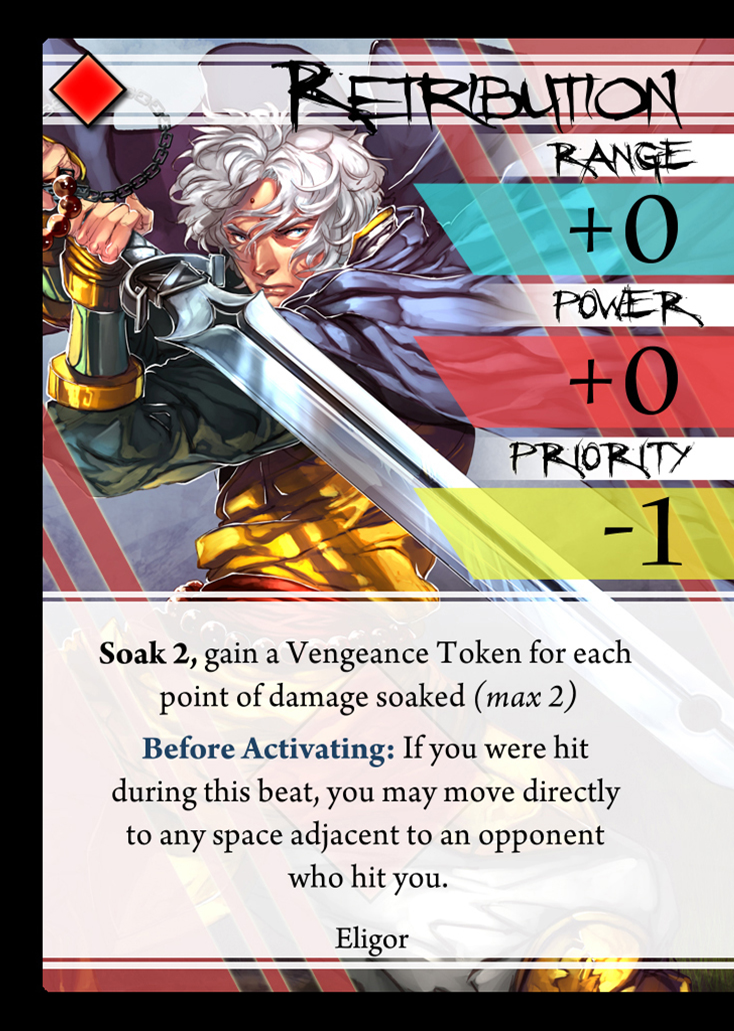 RETRIBUTION
RANGE
+0
POWER
+0
PRIORITY
-1
Soak 2, gain a Vengeance Token for each
point of damage soaked (max 2)
Before Activating: If you were hit
during this beat, you may move directly
to any space adjacent to an opponent
who hit you.
Eligor